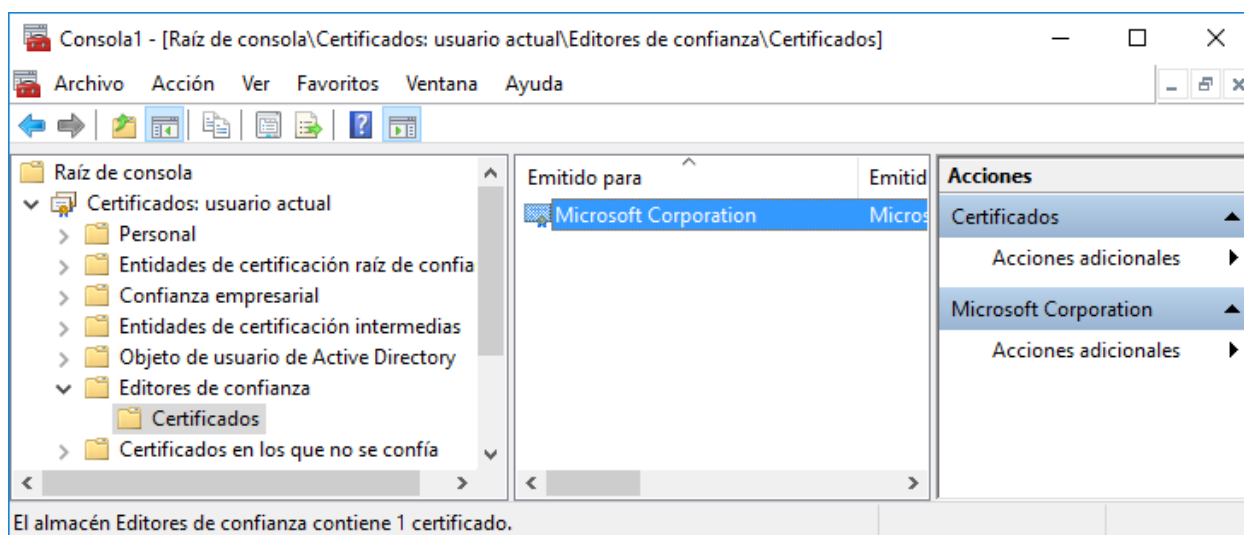 Consola1 - [Raíz de consola\Certificados: usuario actual\Editores de confianza\Certificados]
Archivo Acción Ver Favoritos Ventana Ayuda
Raíz de consola
Certificados: usuario actual
Personal
Entidades de certificación raíz de confia
Confianza empresarial
Entidades de certificación intermedias
Objeto de usuario de Active Directory
Editores de confianza
Certificados
Certificados en los que no se confía
Emitido para Emitid
Microsoft Corporation Micros
Acciones
Certificados
Acciones adicionales
Microsoft Corporation
Acciones adicionales
El almacén Editores de confianza contiene 1 certificado.